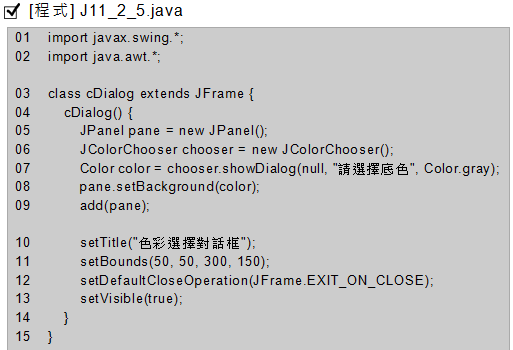 [程式] J11_2_5.java
01 import javax.swing.*;
02 import java.awt.*;
03 class cDialog extends JFrame {
04 cDialog() {
05 JPanel pane = new JPanel();
06 JColorChooser chooser = new JColorChooser();
07 Color color = chooser.showDialog(null, "請選擇底色", Color.gray);
08 pane.setBackground(color);
09 add(pane);
10 setTitle("色彩選擇對話框");
11 setBounds(50, 50, 300, 150);
12 setDefaultCloseOperation(JFrame.EXIT_ON_CLOSE);
13 setVisible(true);
14 }
15 }